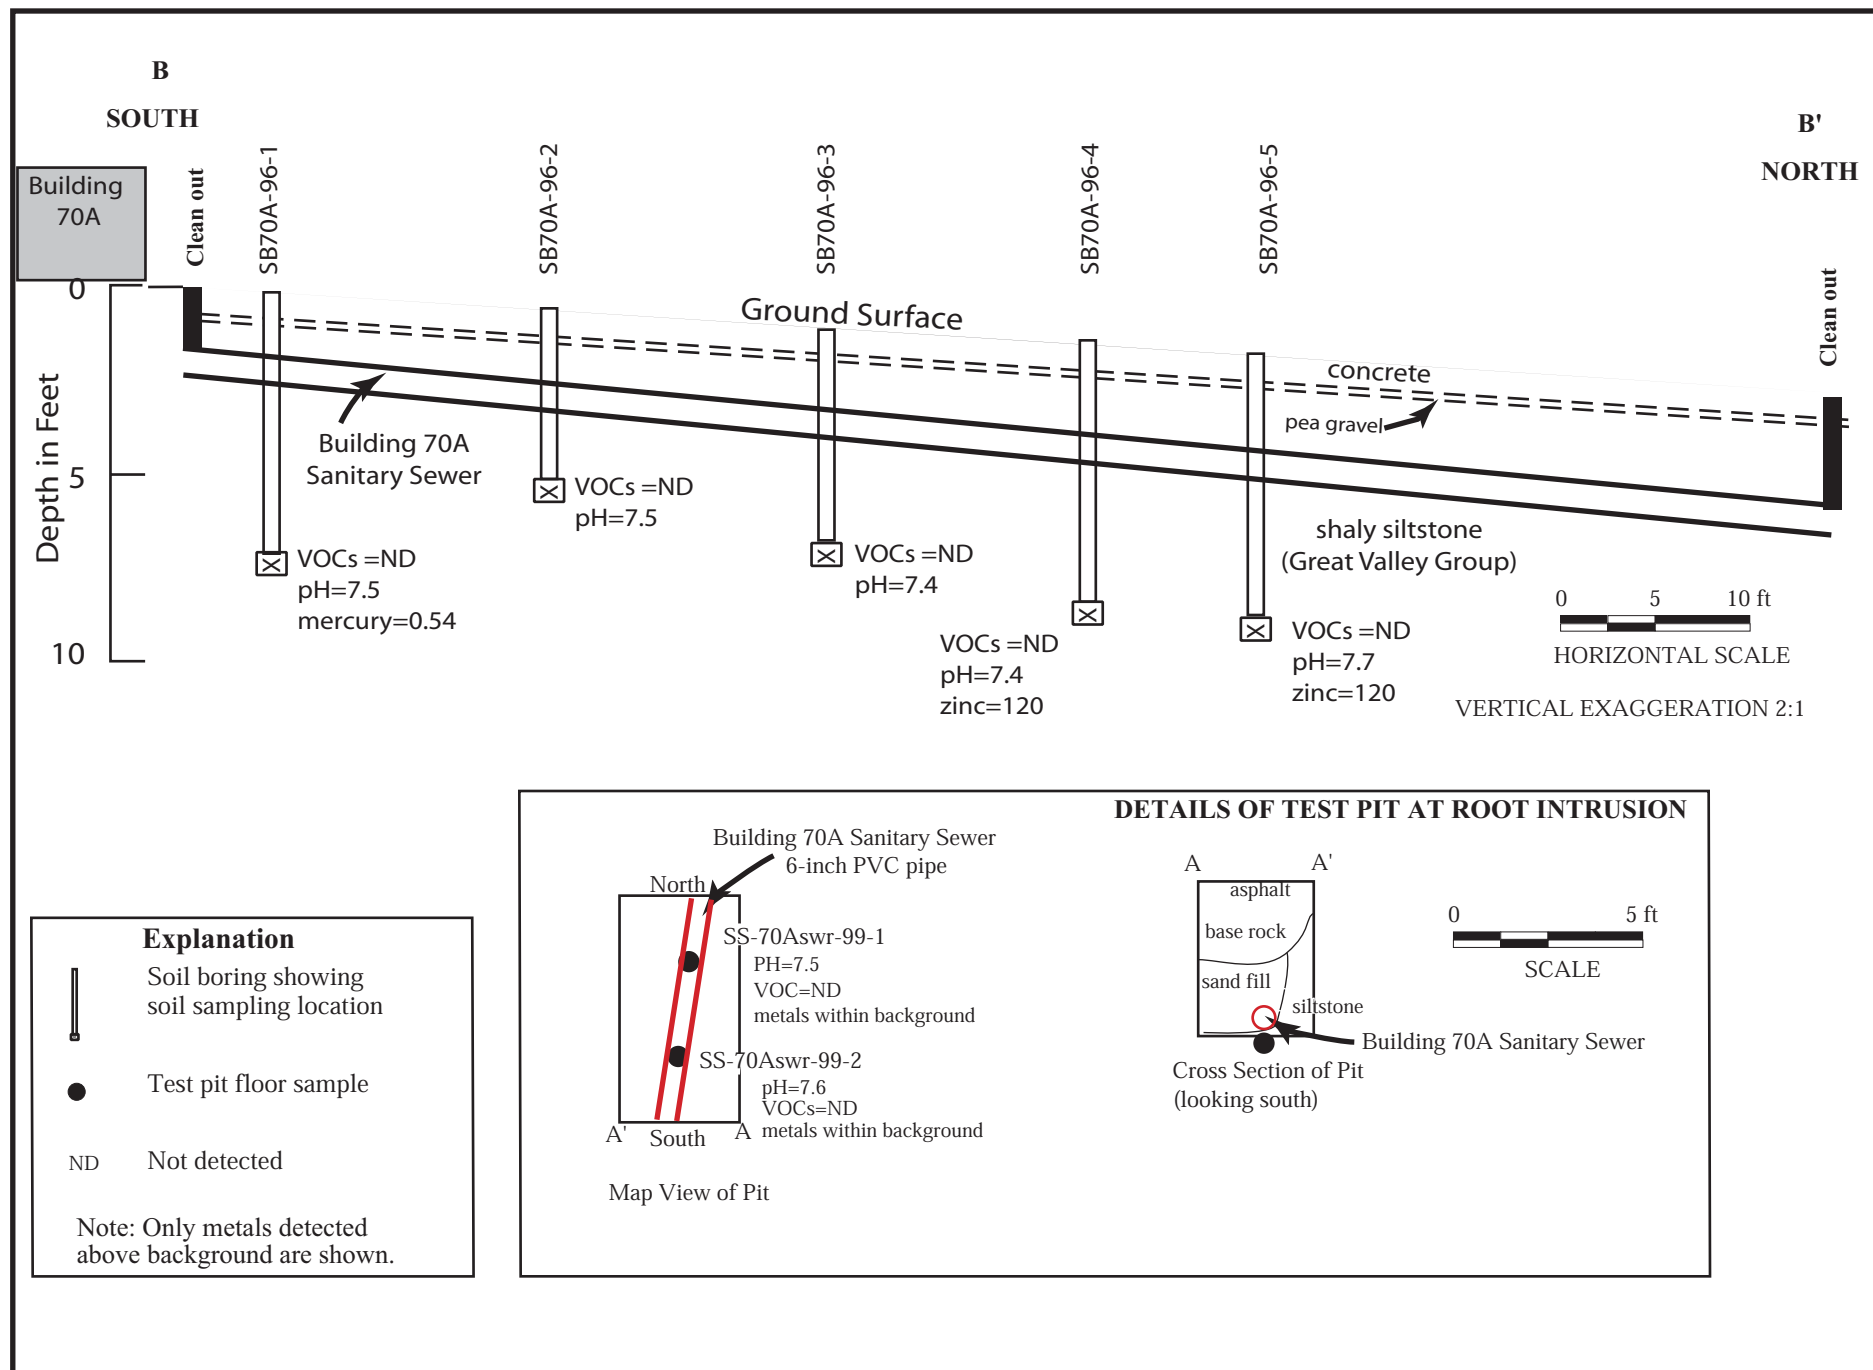 B
SOUTH
B'
NORTH
Building
70A
Clean out
SB70A-96-1
SB70A-96-2
SB70A-96-3
SB70A-96-4
SB70A-96-5
Clean out
0
5
10
Depth in Feet
Ground Surface
concrete
pea gravel
Building 70A
Sanitary Sewer
VOCs =ND
pH=7.5
mercury=0.54
VOCs =ND
pH=7.5
VOCs =ND
pH=7.4
VOCs =ND
pH=7.4
zinc=120
VOCs =ND
pH=7.7
zinc=120
shaly siltstone
(Great Valley Group)
0 5 10 ft
HORIZONTAL SCALE
VERTICAL EXAGGERATION 2:1
Explanation
Soil boring showing
soil sampling location
Test pit floor sample
ND Not detected
Note: Only metals detected
above background are shown.
DETAILS OF TEST PIT AT ROOT INTRUSION
Building 70A Sanitary Sewer
6-inch PVC pipe
North
SS-70Aswr-99-1
PH=7.5
VOC=ND
metals within background
SS-70Aswr-99-2
pH=7.6
VOCs=ND
metals within background
A' South A
Map View of Pit
A A'
asphalt
base rock
sand fill
siltstone
Building 70A Sanitary Sewer
Cross Section of Pit
(looking south)
0 5 ft
SCALE